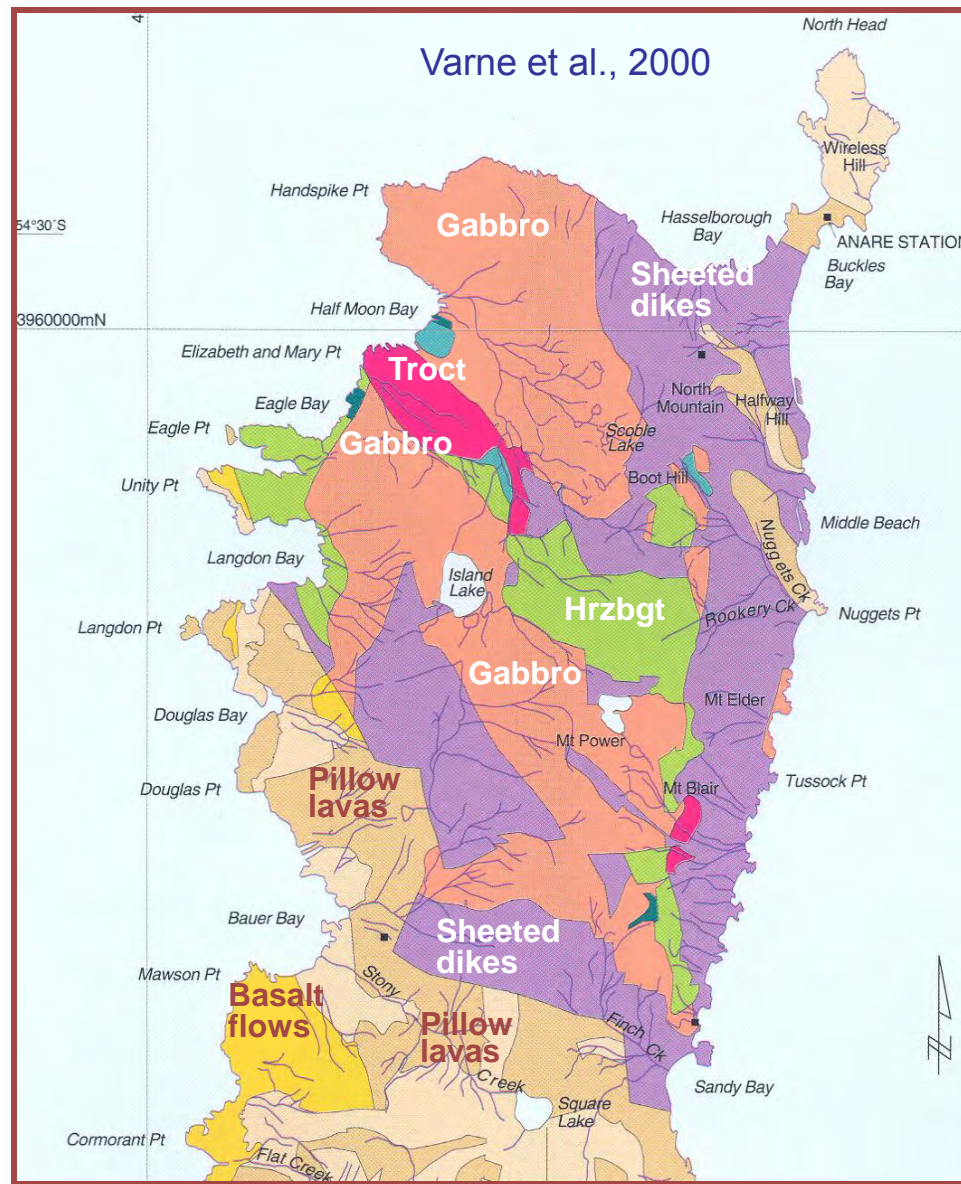 4
Varne et al., 2000
North Head
Wireless
Hill
Handspike Pt
Gabbro
54°30´S
Hasselborough
Bay
ANARE STATION
Sheeted
dikes
Buckles
Bay
Half Moon Bay
3960000mN
Elizabeth and Mary Pt
Troct
North
Mountain
Halfway
Hill
Eagle Bay
Eagle Pt
Gabbro
Scoble
Lake
Unity Pt
Boot Hill
Nuggets Ck
Middle Beach
Langdon Bay
Island
Lake
Hrzbgt
Rookery Ck
Nuggets Pt
Langdon Pt
Gabbro
Mt Elder
Douglas Bay
Mt Power
Pillow
lavas
Mt Blair
Tussock Pt
Douglas Pt
Bauer Bay
Sheeted
dikes
Mawson Pt
Basalt
flows
Stony
Creek
Pillow
lavas
Finch Ck
Sandy Bay
Square
Lake
Cormorant Pt
Flat Creek